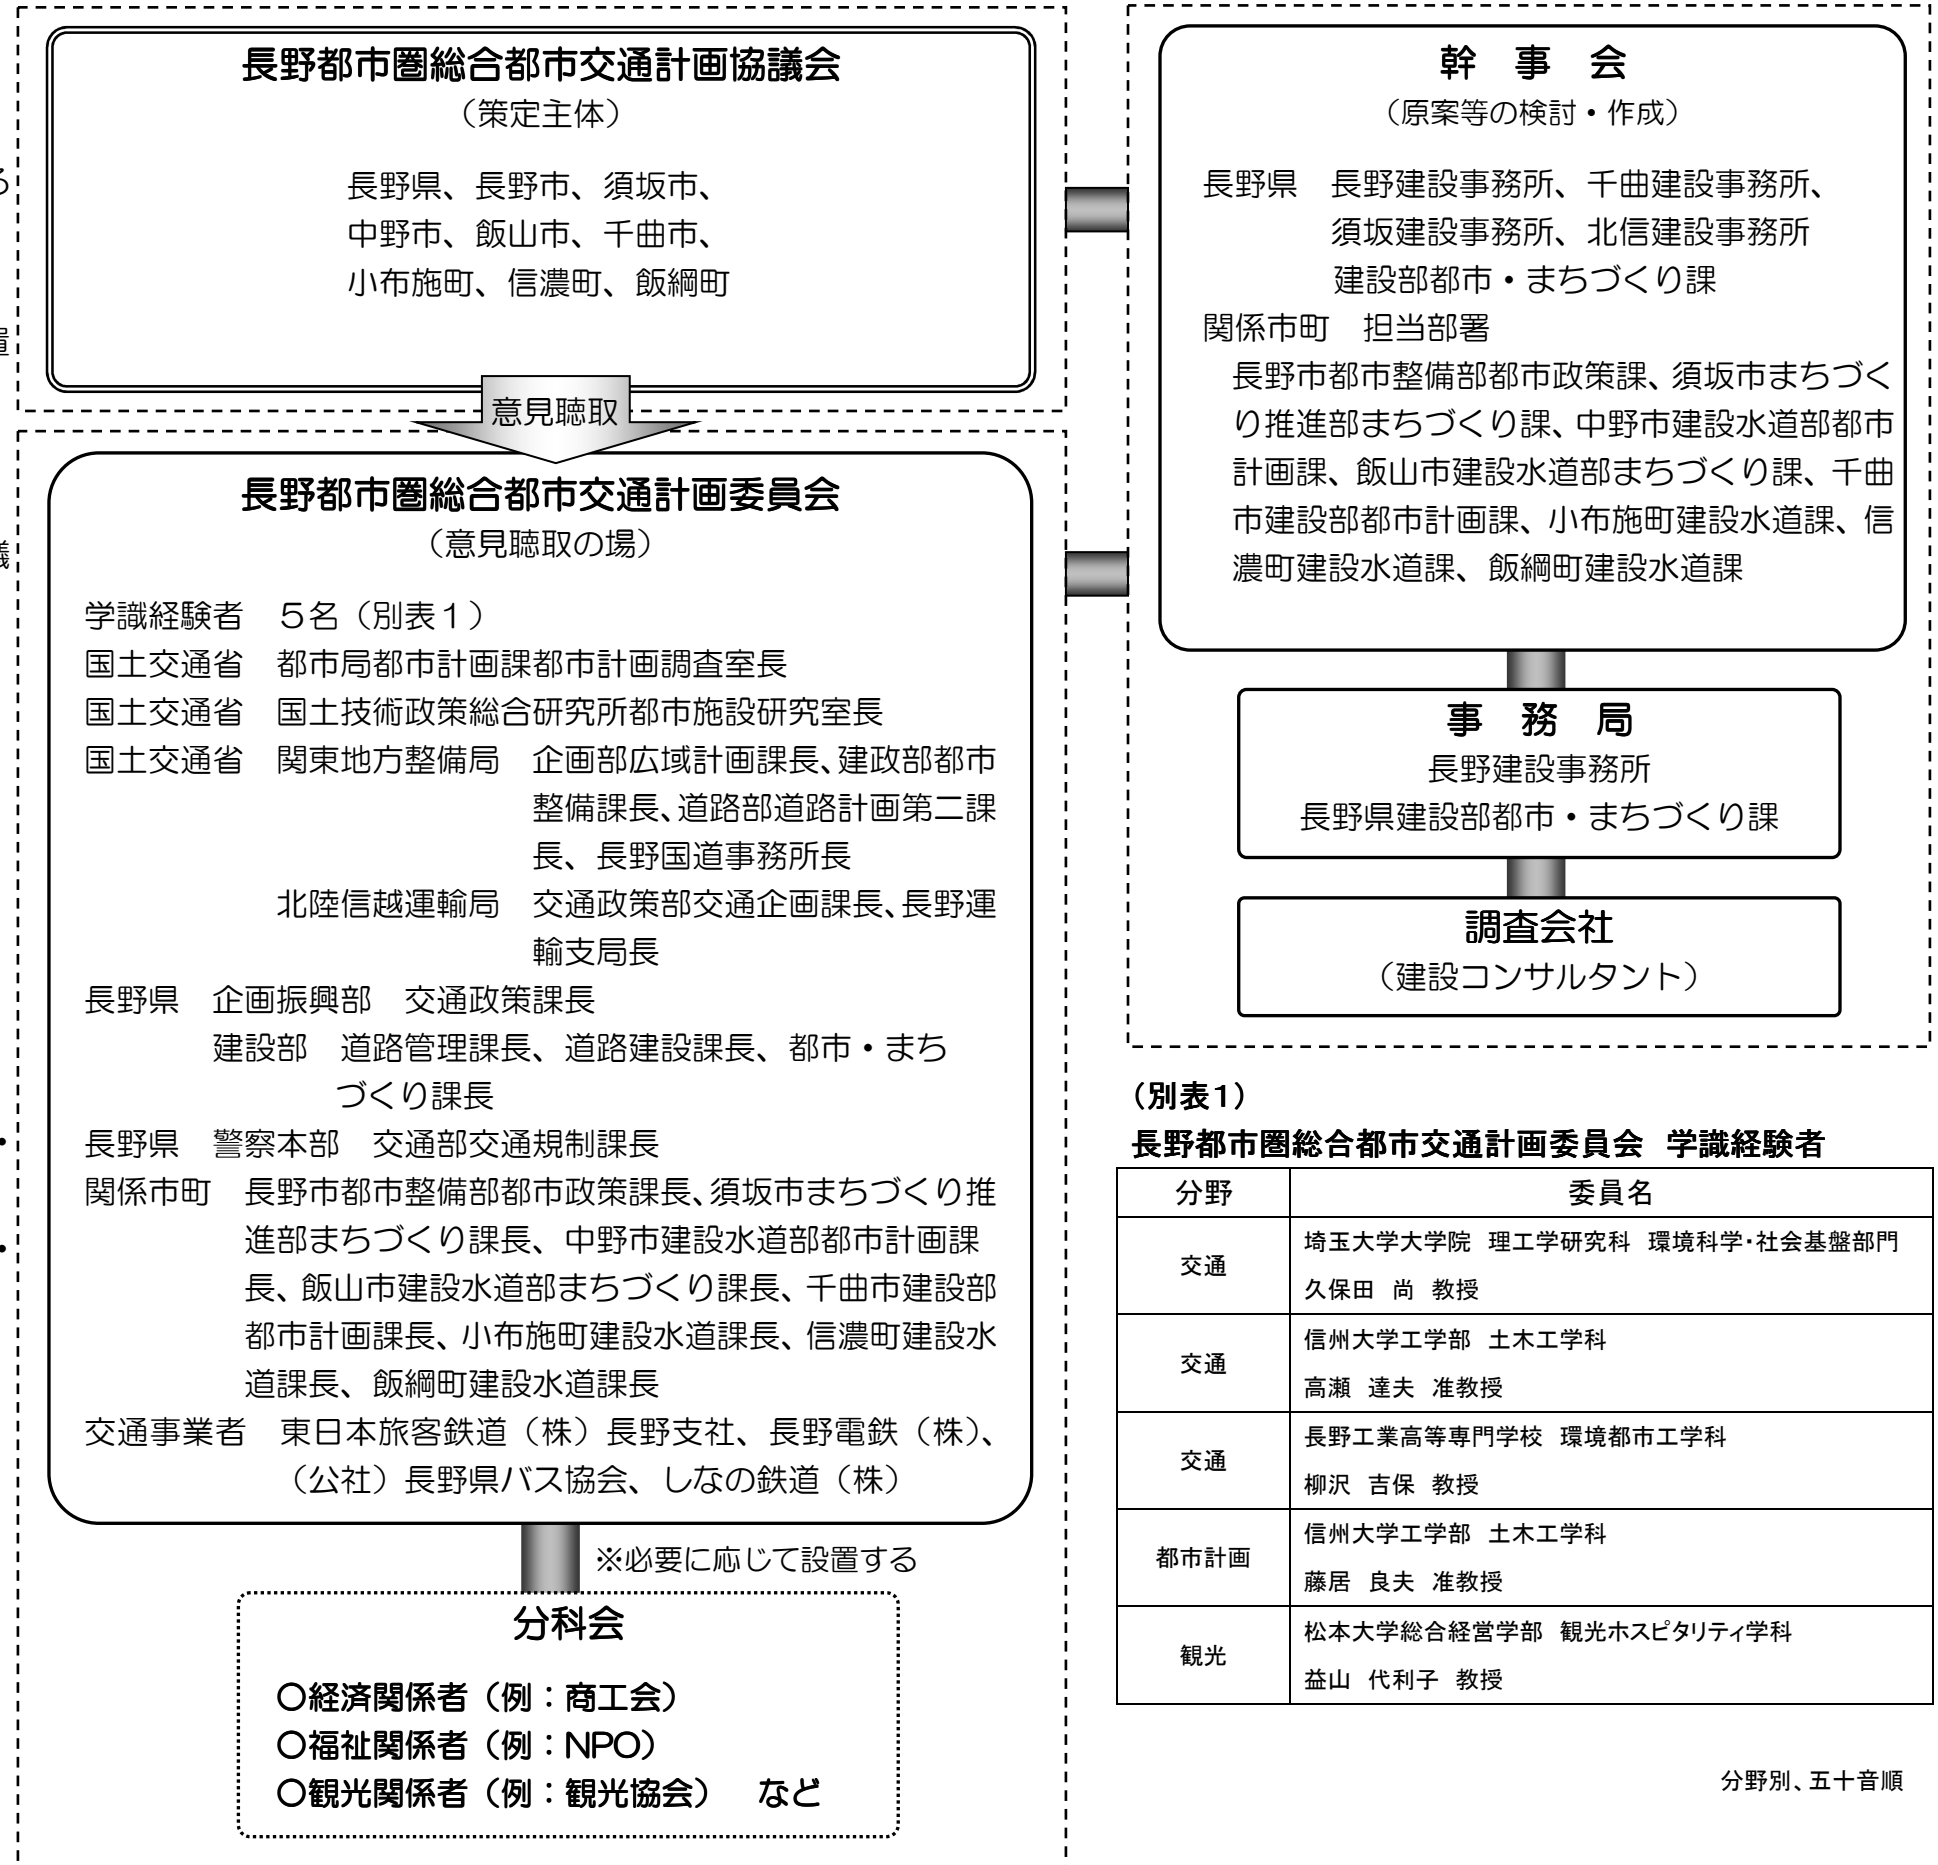 長野都市圏総合都市交通計画協議会
（策定主体）
長野県、長野市、須坂市、
中野市、飯山市、千曲市、
小布施町、信濃町、飯綱町
意見聴取
長野都市圏総合都市交通計画委員会
（意見聴取の場）
学識経験者　５名（別表１）
国土交通省　都市局都市計画課都市計画調査室長
国土交通省　国土技術政策総合研究所都市施設研究室長
国土交通省　関東地方整備局　企画部広域計画課長、建政部都市
整備課長、道路部道路計画第二課
長、長野国道事務所長
北陸信越運輸局　交通政策部交通企画課長、長野運
輸支局長
長野県　企画振興部　交通政策課長
建設部　道路管理課長、道路建設課長、都市・まち
づくり課長
長野県　警察本部　交通部交通規制課長
関係市町　長野市都市整備部都市政策課長、須坂市まちづくり推
進部まちづくり課長、中野市建設水道部都市計画課
長、飯山市建設水道部まちづくり課長、千曲市建設部
都市計画課長、小布施町建設水道課長、信濃町建設水
道課長、飯綱町建設水道課長
交通事業者　東日本旅客鉄道（株）長野支社、長野電鉄（株）、
（公社）長野県バス協会、しなの鉄道（株）
※必要に応じて設置する
分科会
〇経済関係者（例：商工会）
〇福祉関係者（例：NPO）
〇観光関係者（例：観光協会）　など
幹　事　会
（原案等の検討・作成）
長野県　長野建設事務所、千曲建設事務所、
須坂建設事務所、北信建設事務所
建設部都市・まちづくり課
関係市町　担当部署
長野市都市整備部都市政策課、須坂市まちづく
り推進部まちづくり課、中野市建設水道部都市
計画課、飯山市建設水道部まちづくり課、千曲
市建設部都市計画課、小布施町建設水道課、信
濃町建設水道課、飯綱町建設水道課
事　務　局
長野建設事務所
長野県建設部都市・まちづくり課
調査会社
（建設コンサルタント）
（別表１）
長野都市圏総合都市交通計画委員会　学識経験者
分野　委員名
交通
埼玉大学大学院　理工学研究科　環境科学・社会基盤部門
久保田　尚　教授
交通
信州大学工学部　土木工学科
高瀬　達夫　准教授
交通
長野工業高等専門学校　環境都市工学科
柳沢　吉保　教授
都市計画
信州大学工学部　土木工学科
藤居　良夫　准教授
観光
松本大学総合経営学部　観光ホスピタリティ学科
益山　代利子　教授
分野別、五十音順